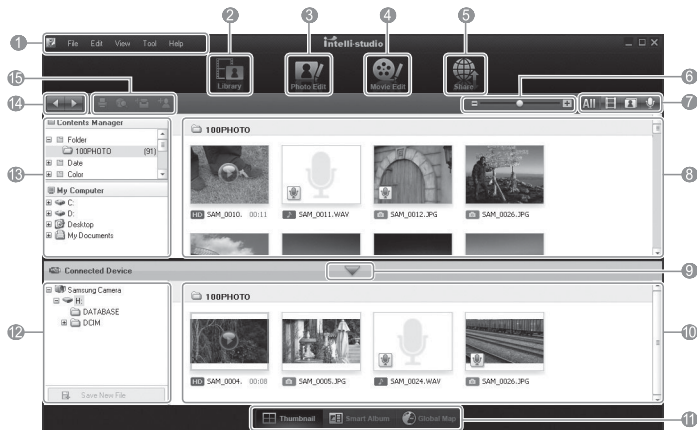 2 3 4 5
1 File Edit View Tool Help intelli-studio
Library Photo Edit Movie Edit Share
15 6
14 All 7
Contents Manager 100PHOTO
Folder
100PHOTO (91)
Date
Color
13 8
My Computer
C:
D:
Desktop
My Documents
HD SAM_0010. 00:11 SAM_0011.WAV SAM_0012.JPG SAM_0026.JPG
Connected Device 9
Samsung Camera 100PHOTO
H:
DATABASE
DCIM
12 10
HD SAM_0004. 00:08 SAM_0005.JPG SAM_0024.WAV SAM_0026.JPG
Save New File
Thumbnail Smart Album Global Map 11